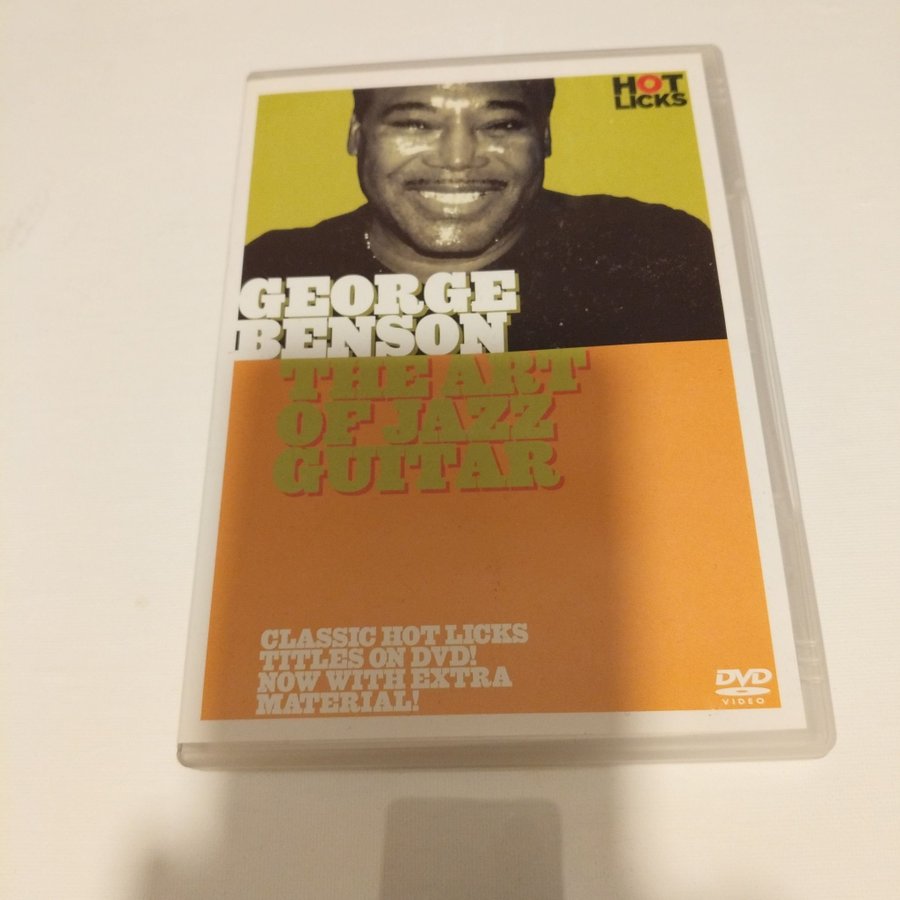 HOT
LICKS
GEORGE
BENSON
THE ART
OF JAZZ
GUITAR
CLASSIC HOT LICKS
TITLES ON DVD!
NOW WITH EXTRA
MATERIAL!
DVD
VIDEO